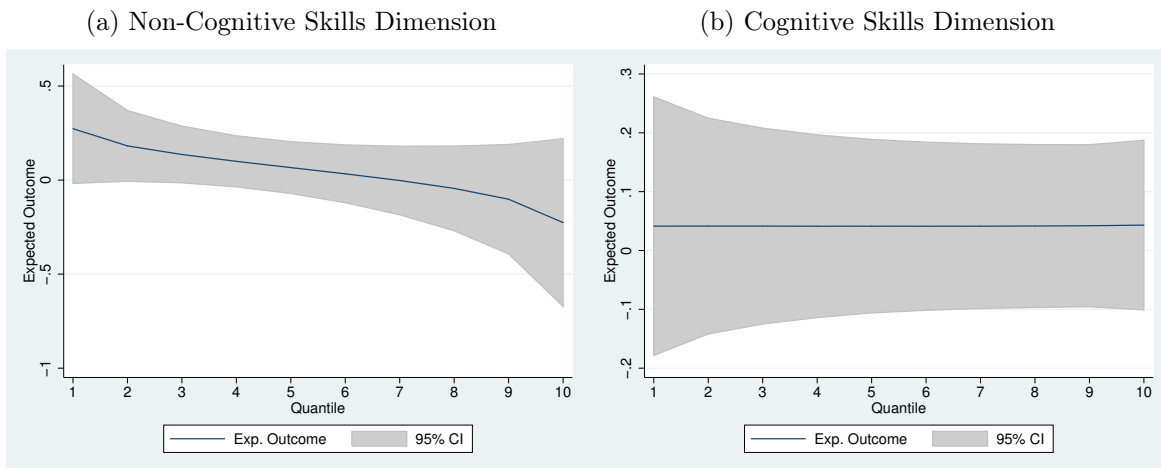 (a) Non-Cognitive Skills Dimension
Expected Outcome
.5
0
-.5
-1
1 2 3 4 5 6 7 8 9 10
Quantile
Exp. Outcome 95% CI
(b) Cognitive Skills Dimension
Expected Outcome
.3
.2
.1
0
-.1
-.2
1 2 3 4 5 6 7 8 9 10
Quantile
Exp. Outcome 95% CI